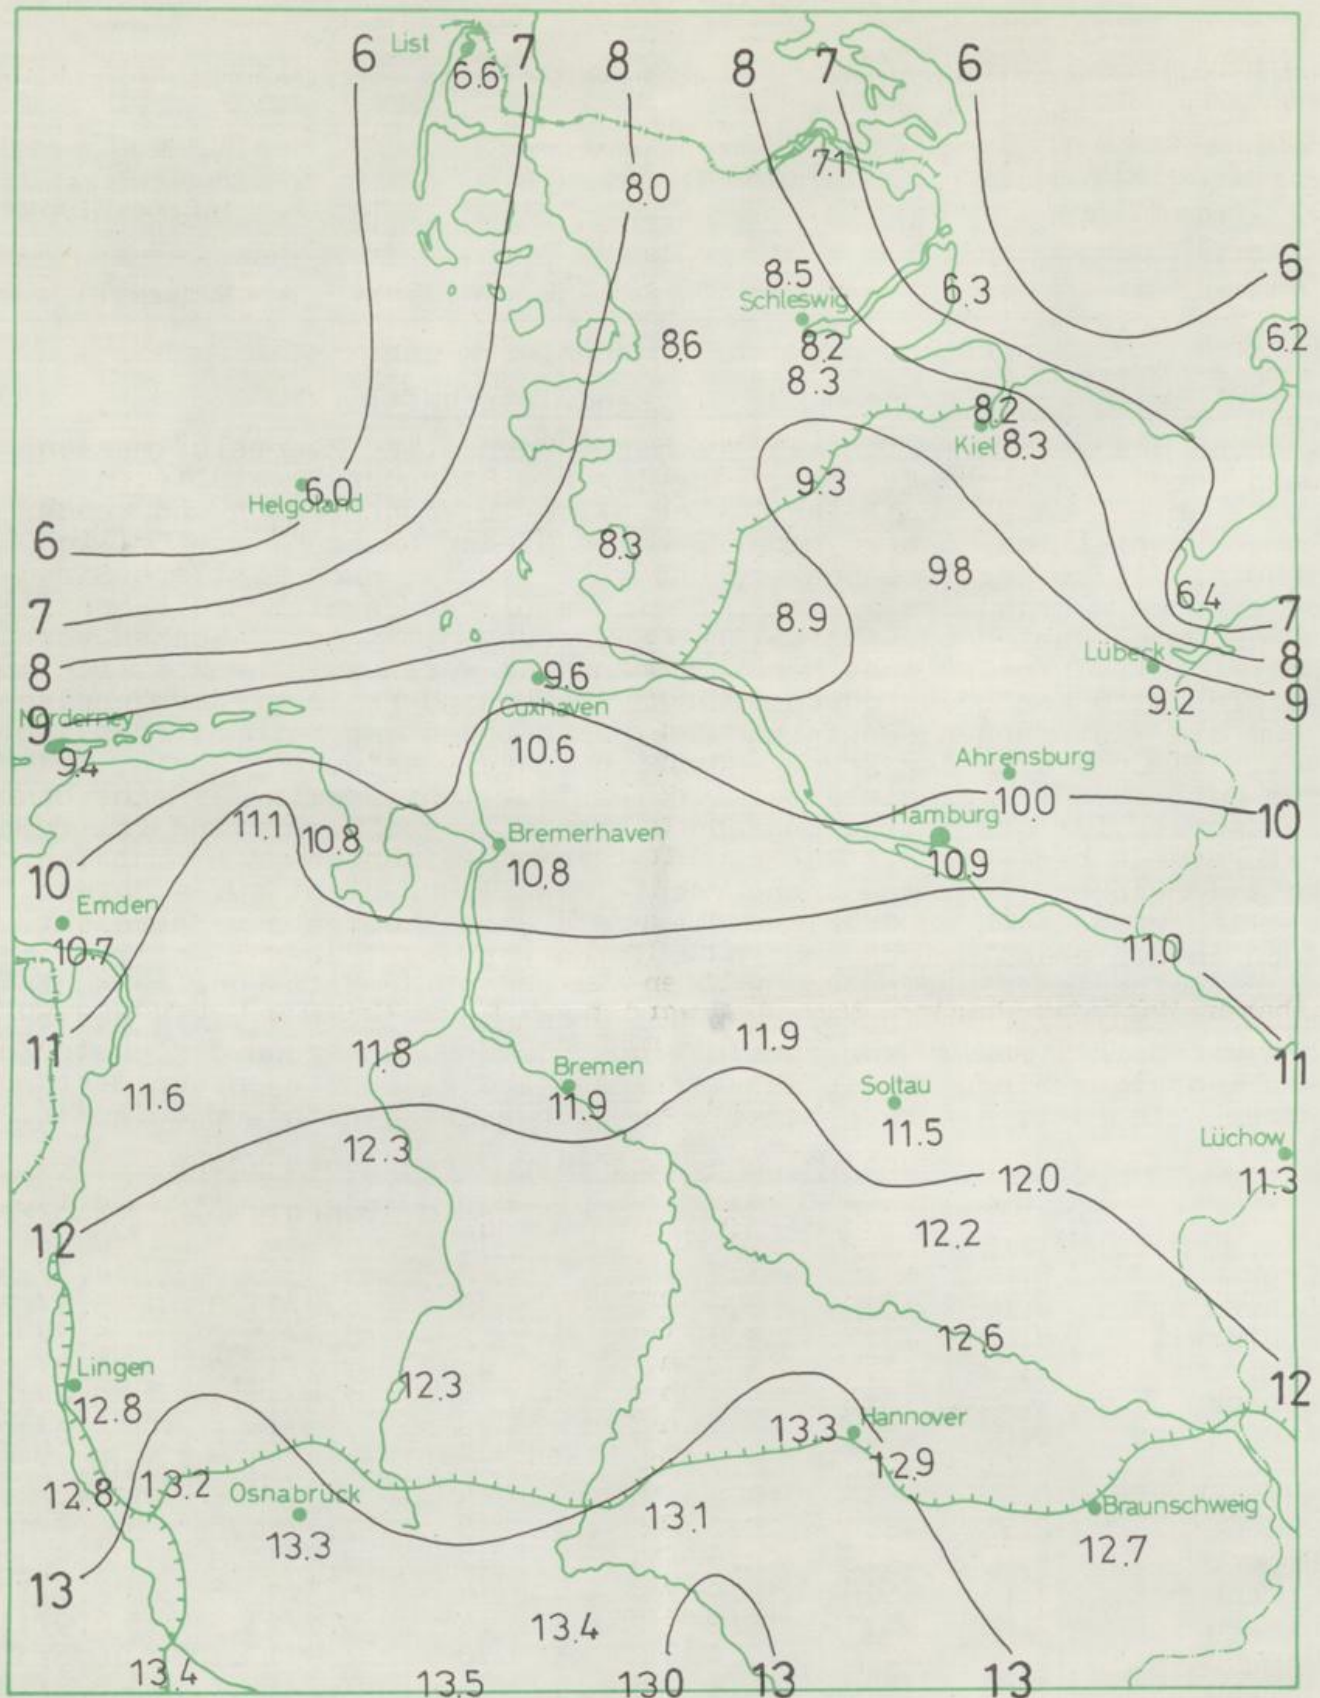 6 List 7 8 8 7 6
6.6
7.1
8.0
8.5 6.3 6
Schleswig
8.6 8.2 6.2
8.3
8.2
Kiel 8.3
9.3
6.0
Helgoland
6 8.3
9.8
6.4
7 8.9 7
8 Lübeck 8
9.6
9.2 9
Cuxhaven
Norderney
9
10.6
9.4 Ahrensburg
10.0
Hamburg 10
11.1 10.8 Bremerhaven
10.8 10.9
10
Emden
10.7 11.0
11 11.8 11.9 11
Bremen
11.6 11.9 Soltau
11.5
12.3 Lüchow
12.0 11.3
12 12.2
12.6
Lingen
12.3 12
12.8 13.3 Hannover
12.9
12.8 13.2 Osnabrück Braunschweig
13.1
13.3 12.7
13
13.4
13.4 13.5 13.0 13 13